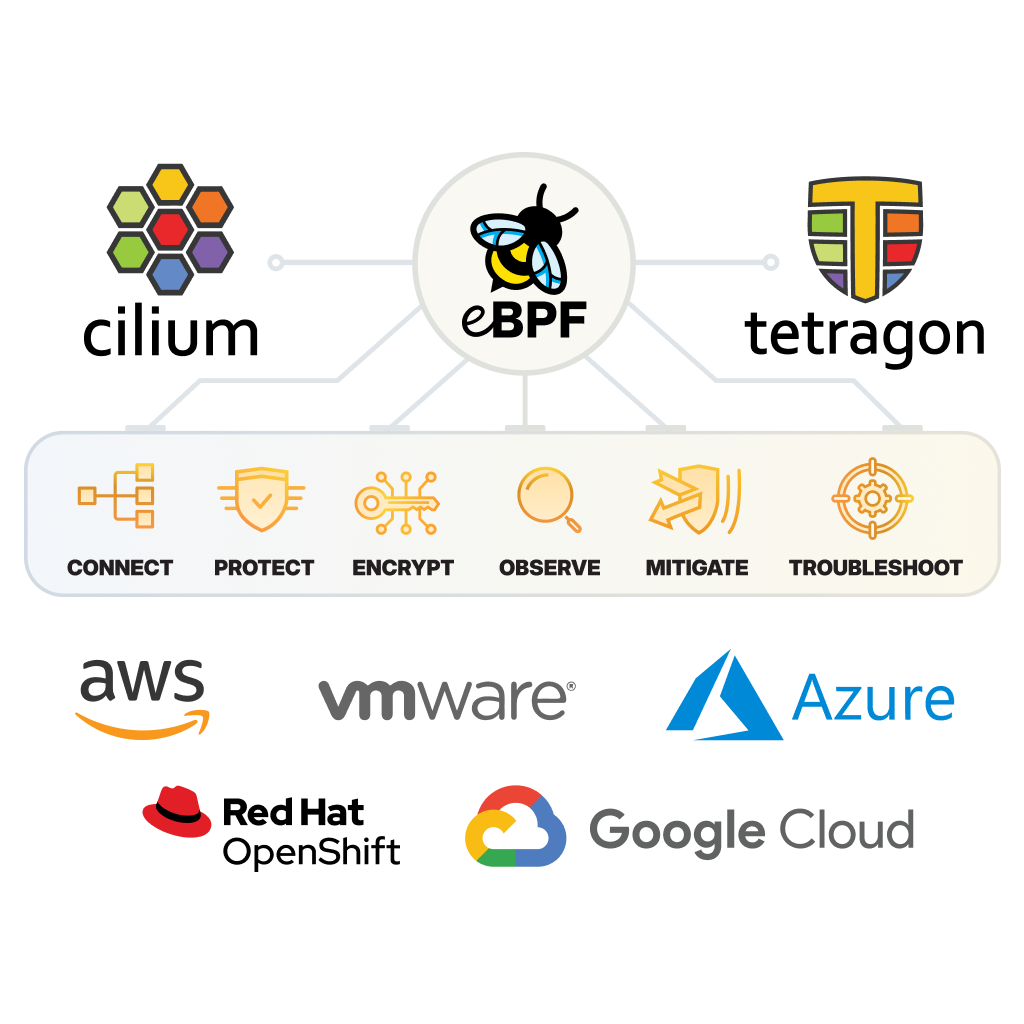 cilium
eBPF
tetragon
CONNECT
PROTECT
ENCRYPT
OBSERVE
MITIGATE
TROUBLESHOOT
aws
vmware®
Azure
Red Hat
OpenShift
Google Cloud